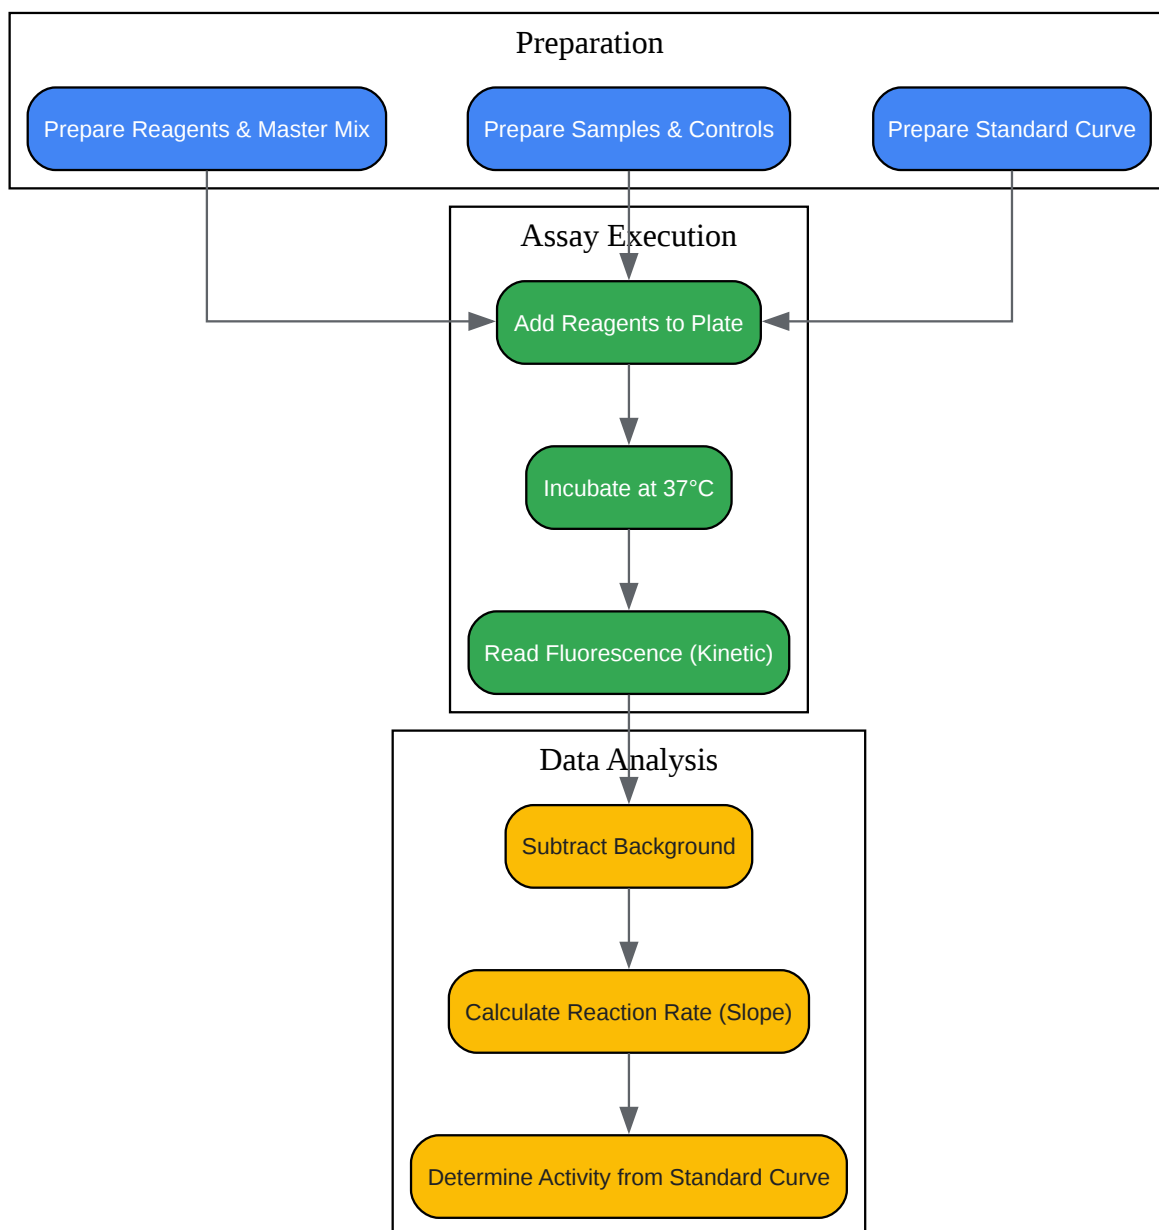 Preparation
Prepare Reagents & Master Mix
Prepare Samples & Controls
Prepare Standard Curve
Assay Execution
Add Reagents to Plate
Incubate at 37°C
Read Fluorescence (Kinetic)
Data Analysis
Subtract Background
Calculate Reaction Rate (Slope)
Determine Activity from Standard Curve